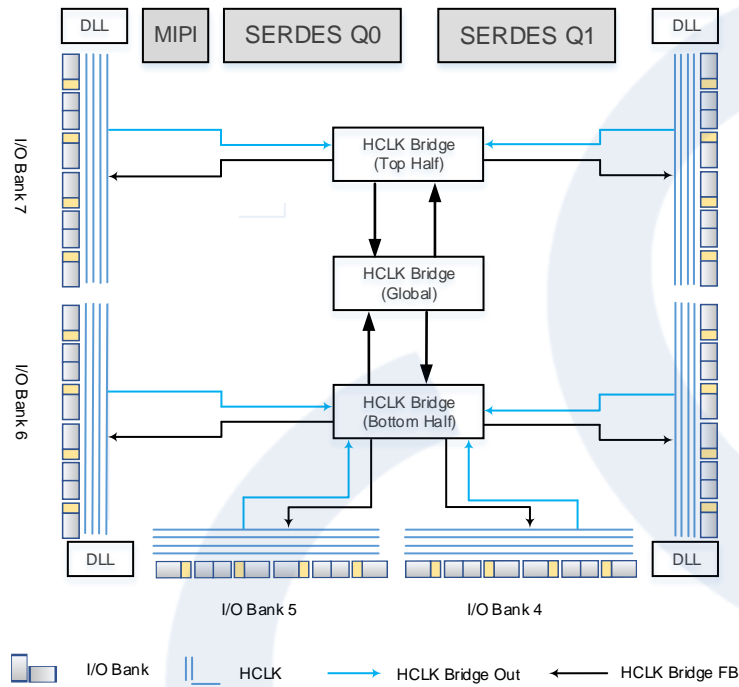 DLL
MIPI
SERDES Q0
SERDES Q1
DLL
I/O Bank 7
HCLK Bridge
(Top Half)
HCLK Bridge
(Global)
I/O Bank 6
HCLK Bridge
(Bottom Half)
DLL
DLL
I/O Bank 5
I/O Bank 4
I/O Bank
HCLK
HCLK Bridge Out
HCLK Bridge FB